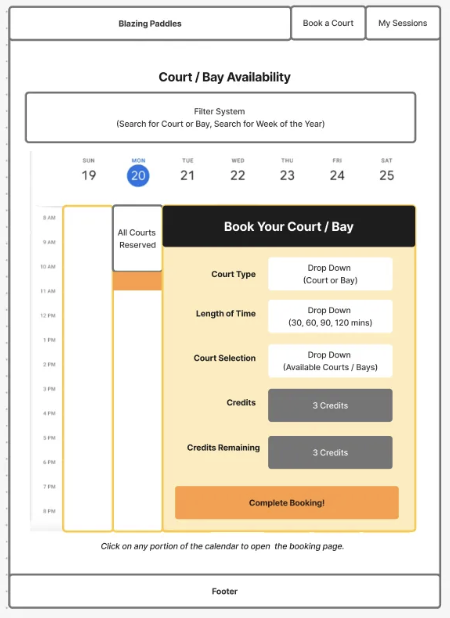 Blazing Paddles
Book a Court
My Sessions
Court / Bay Availability
Filter System
(Search for Court or Bay, Search for Week of the Year)
SUN MON TUE WED THU FRI SAT
19 20 21 22 23 24 25
8 AM
9 AM
10 AM
11 AM
12 PM
1 PM
2 PM
3 PM
4 PM
5 PM
6 PM
7 PM
8 PM
All Courts
Reserved
Book Your Court / Bay
Court Type
Drop Down
(Court or Bay)
Length of Time
Drop Down
(30, 60, 90, 120 mins)
Court Selection
Drop Down
(Available Courts / Bays)
Credits
3 Credits
Credits Remaining
3 Credits
Complete Booking!
Click on any portion of the calendar to open the booking page.
Footer